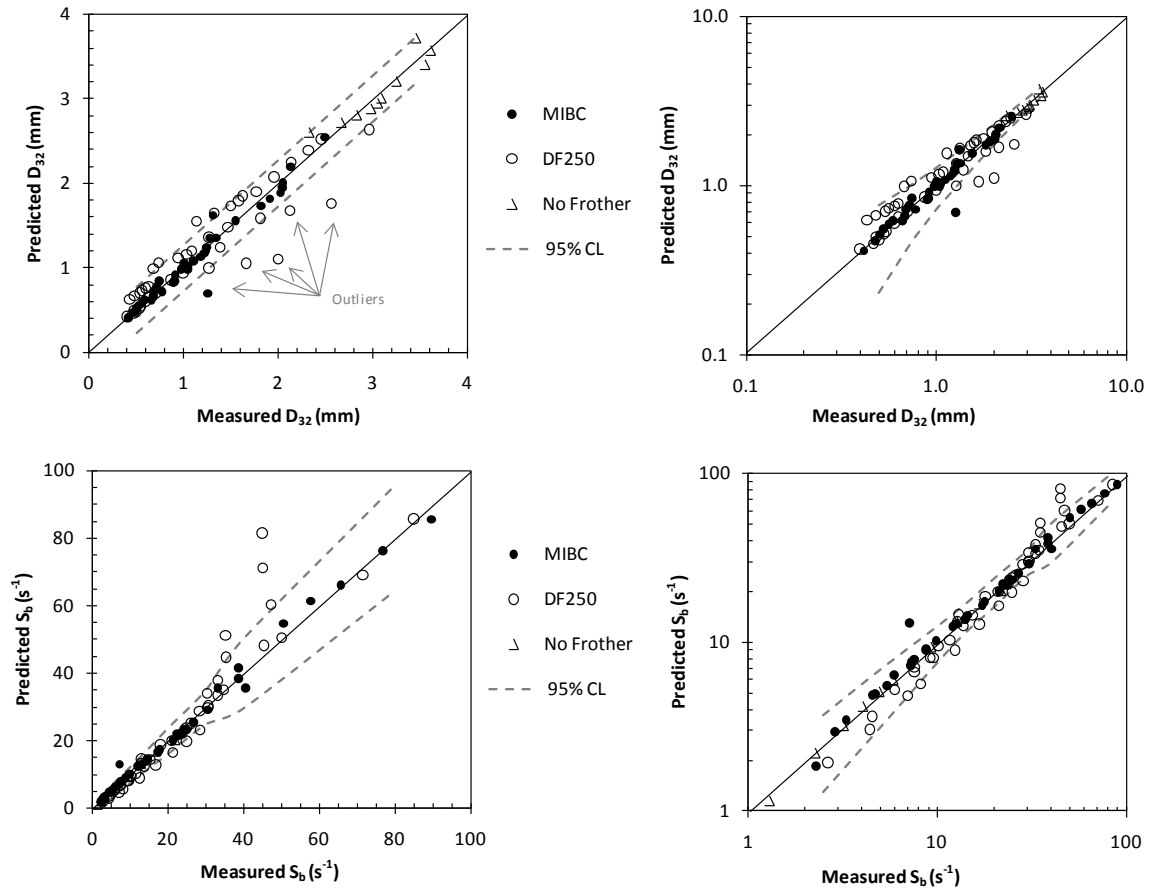 4
3
2
1
0
0
1
2
3
4
Predicted D32 (mm)
Measured D32 (mm)
Outliers
MIBC
DF250
No Frother
95% CL
10.0
1.0
0.1
0.1
1.0
10.0
Predicted D32 (mm)
Measured D32 (mm)
100
80
60
40
20
0
0
20
40
60
80
100
Predicted Sb (s-1)
Measured Sb (s-1)
MIBC
DF250
No Frother
95% CL
100
10
1
1
10
100
Predicted Sb (s-1)
Measured Sb (s-1)